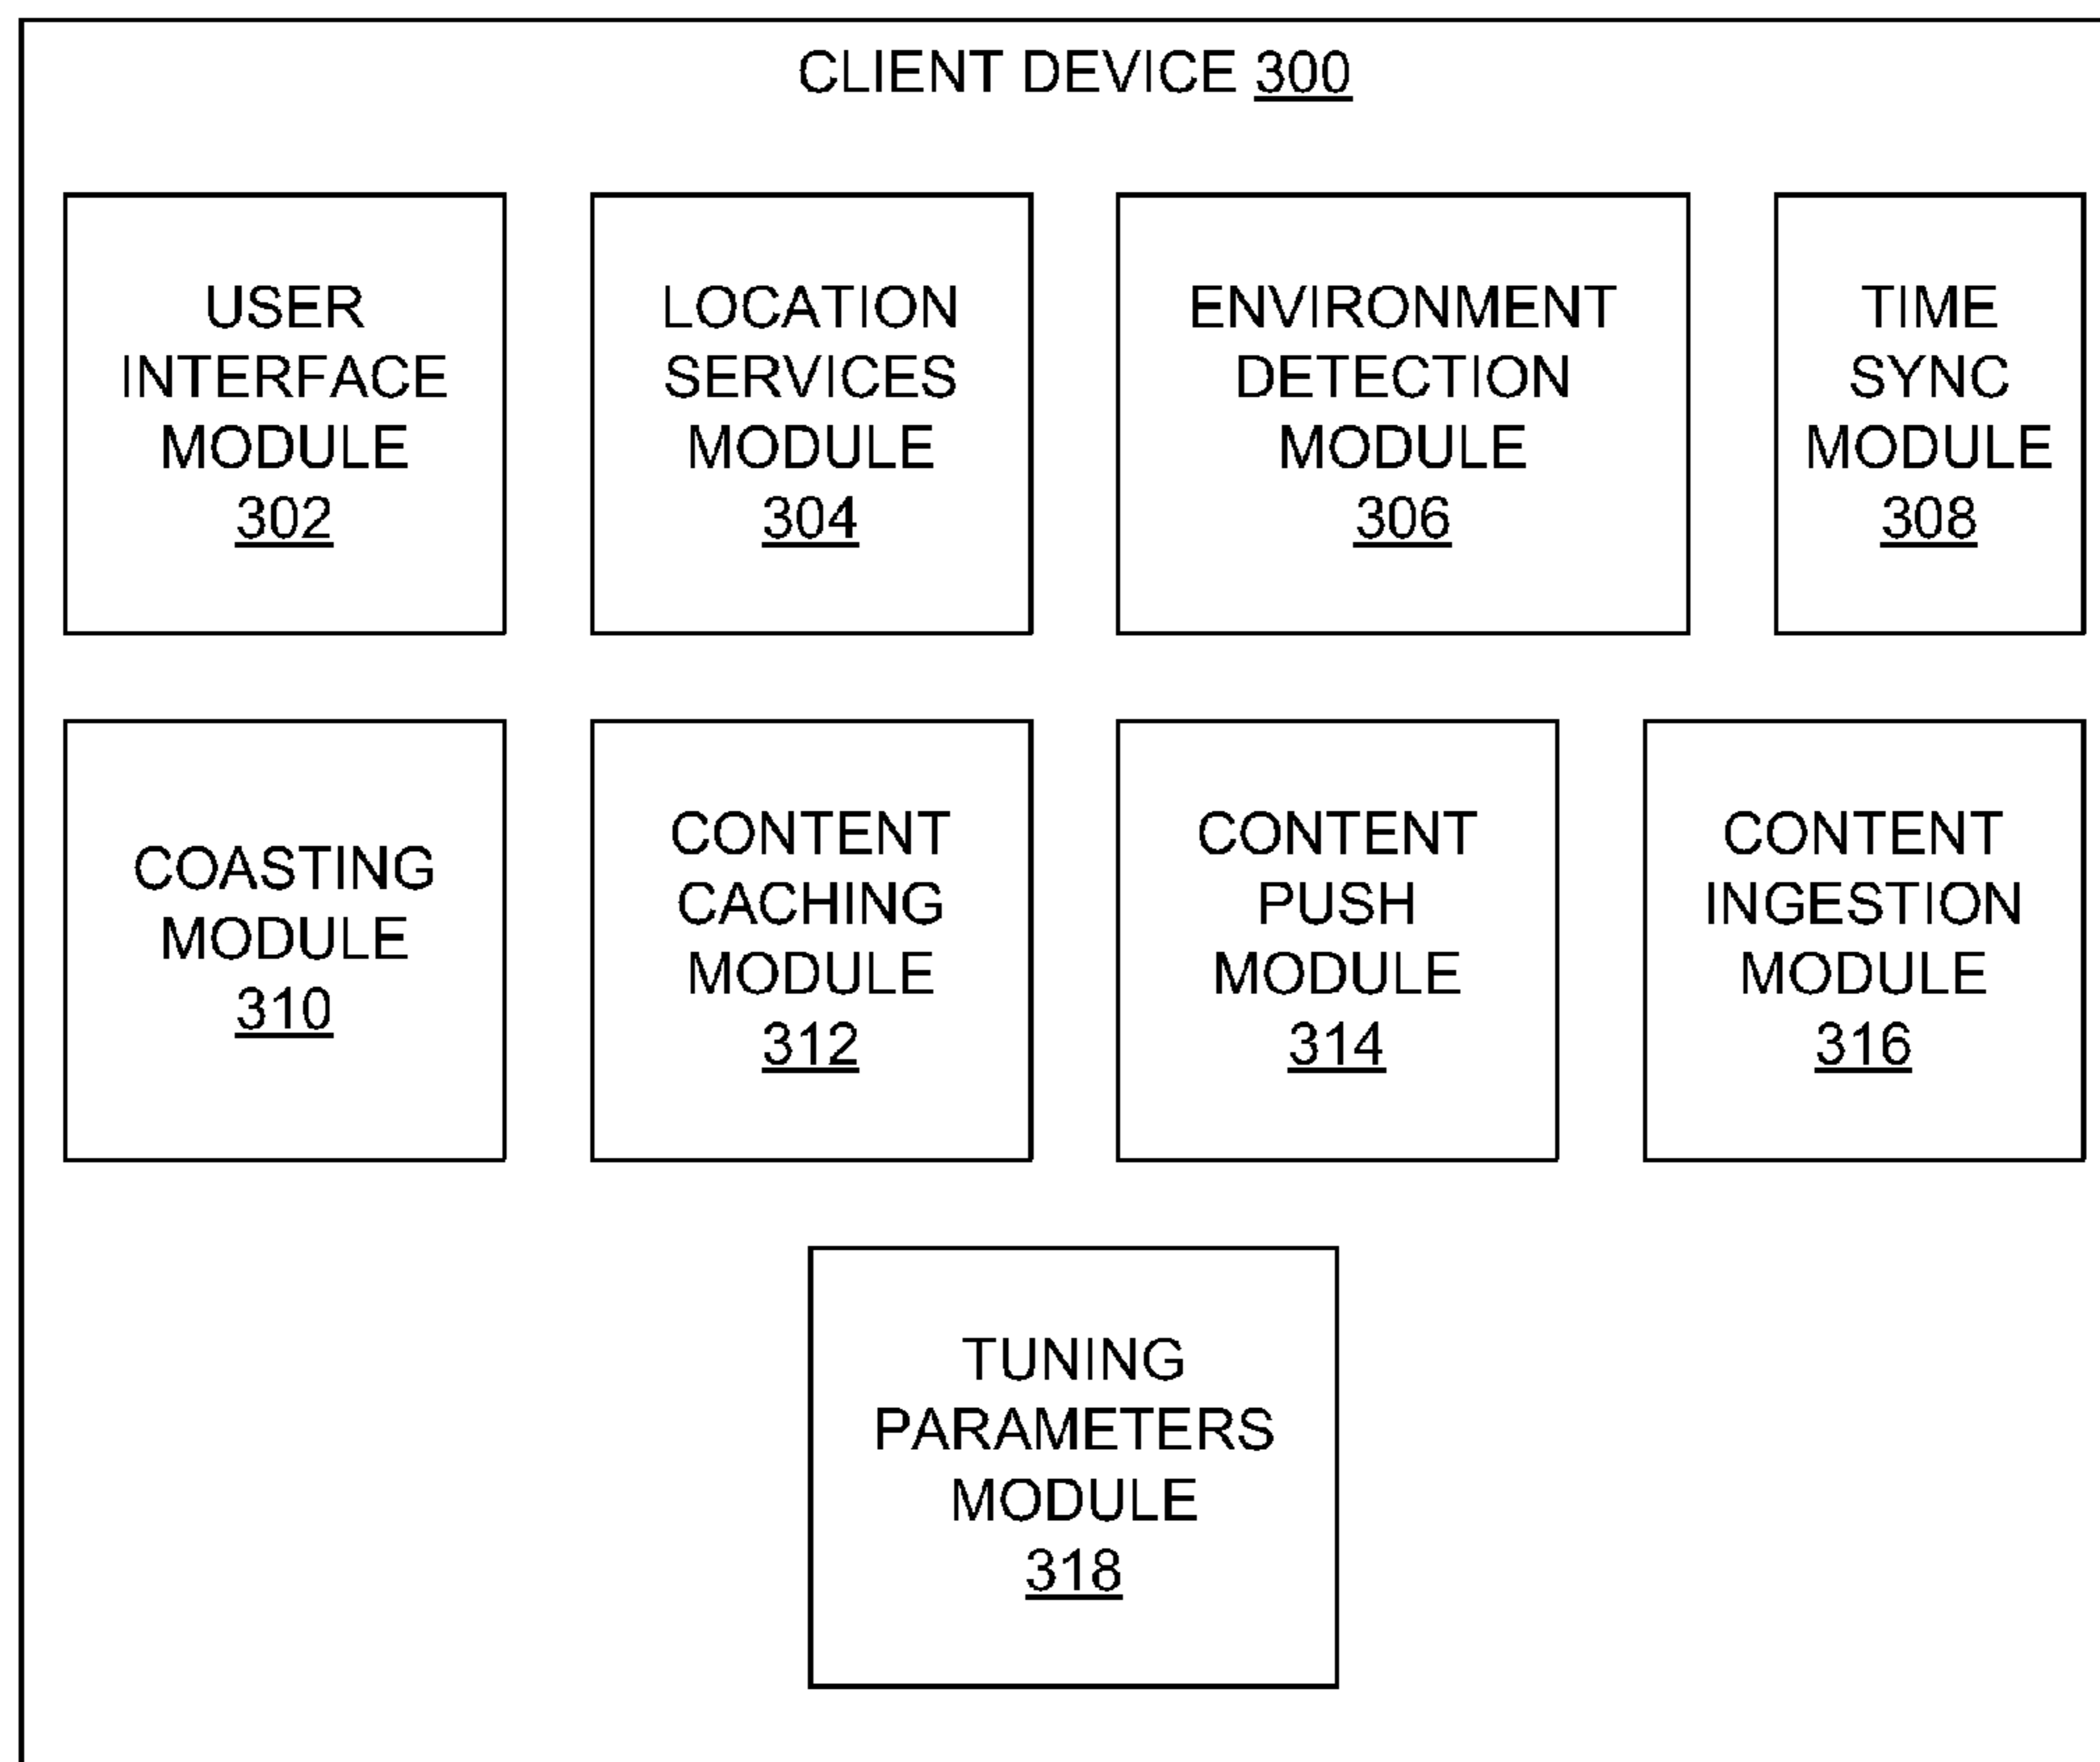 CLIENT DEVICE 300
USER
INTERFACE
MODULE
302
LOCATION
SERVICES
MODULE
304
ENVIRONMENT
DETECTION
MODULE
306
TIME
SYNC
MODULE
308
COASTING
MODULE
310
CONTENT
CACHING
MODULE
312
CONTENT
PUSH
MODULE
314
CONTENT
INGESTION
MODULE
316
TUNING
PARAMETERS
MODULE
318